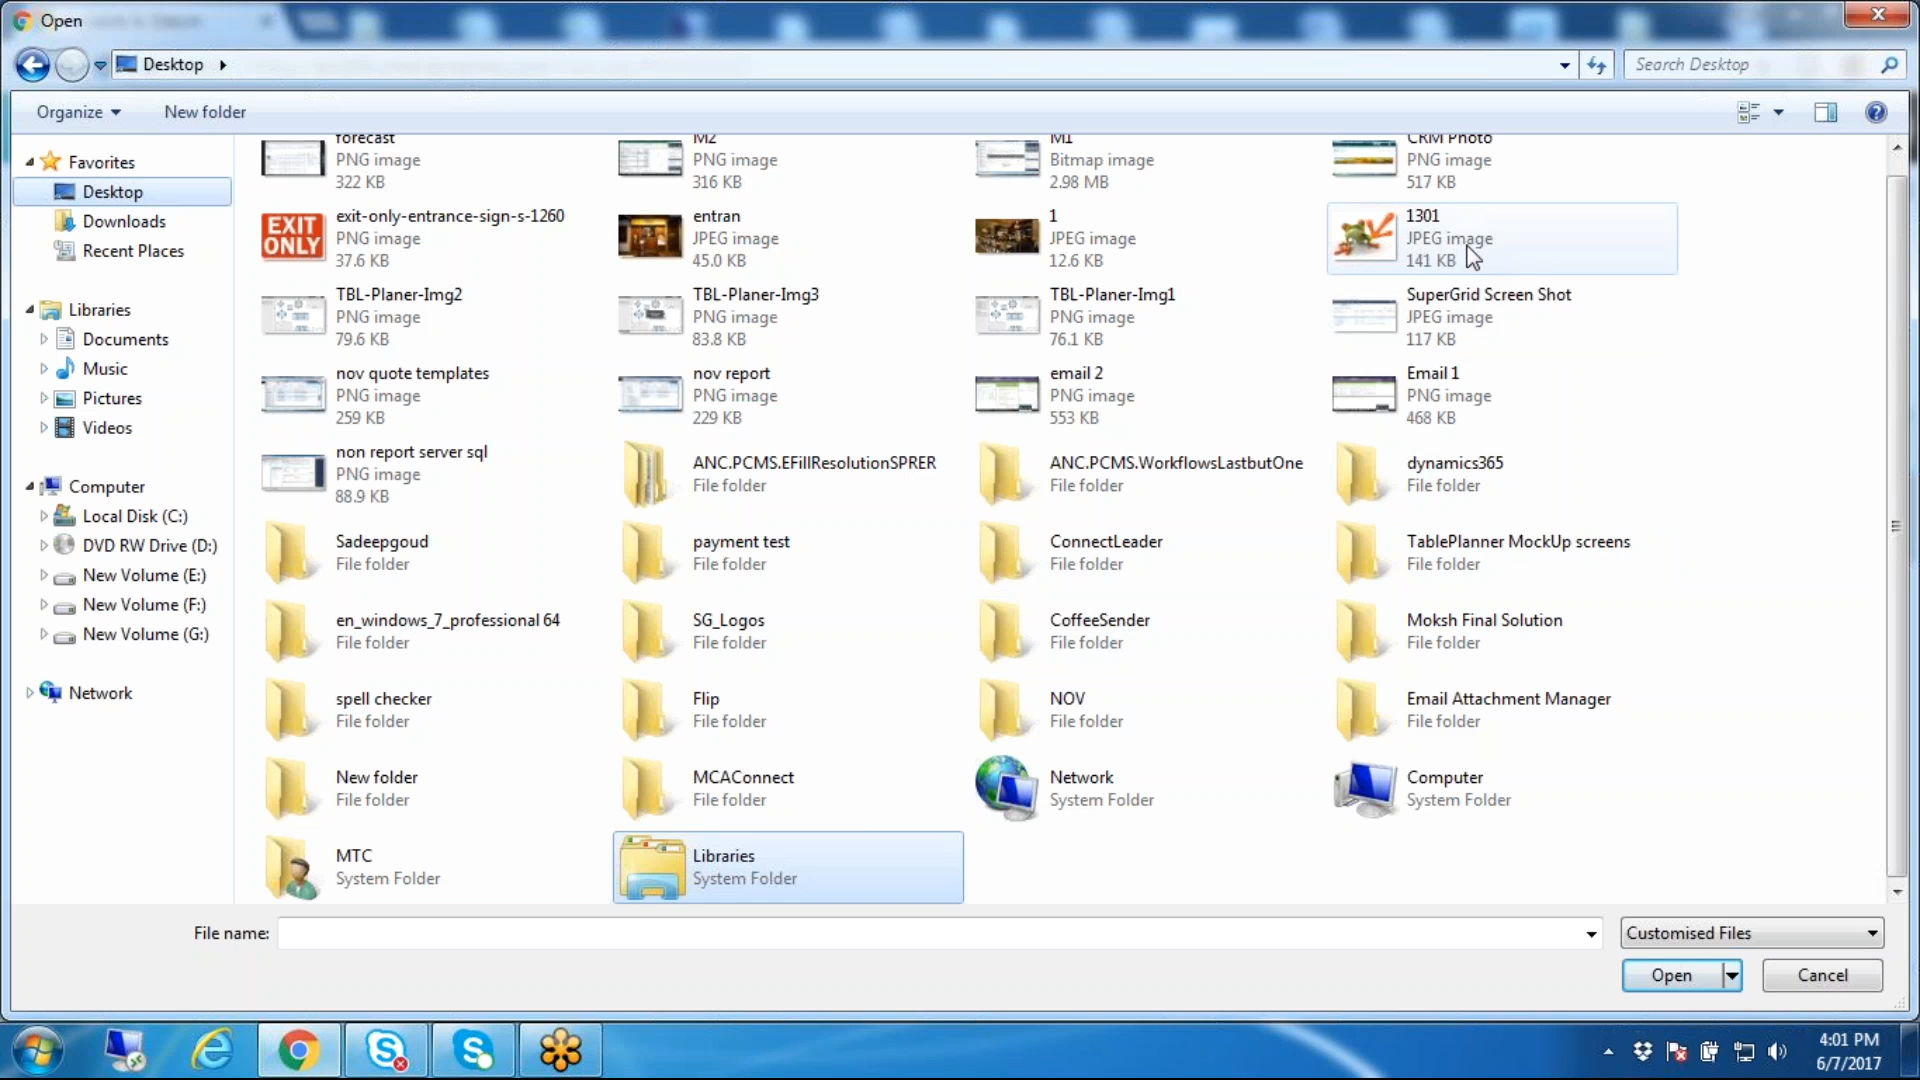 Open
Desktop
Search Desktop
Organize
New folder
Favorites
Desktop
Downloads
Recent Places
Libraries
Documents
Music
Pictures
Videos
Computer
Local Disk (C:)
DVD RW Drive (D:)
New Volume (E:)
New Volume (F:)
New Volume (G:)
Network
forecast
PNG image
322 KB
M2
PNG image
316 KB
M1
Bitmap image
2.98 MB
CRM Photo
PNG image
517 KB
EXIT
ONLY
exit-only-entrance-sign-s-1260
PNG image
37.6 KB
entran
JPEG image
45.0 KB
1
JPEG image
12.6 KB
1301
JPEG image
141 KB
TBL-Planer-Img2
PNG image
79.6 KB
TBL-Planer-Img3
PNG image
83.8 KB
TBL-Planer-Img1
PNG image
76.1 KB
SuperGrid Screen Shot
JPEG image
117 KB
nov quote templates
PNG image
259 KB
nov report
PNG image
229 KB
email 2
PNG image
553 KB
Email 1
PNG image
468 KB
non report server sql
PNG image
88.9 KB
ANC.PCMS.EFillResolutionSPRER
File folder
ANC.PCMS.WorkflowsLastbutOne
File folder
dynamics365
File folder
Sadeepgoud
File folder
payment test
File folder
ConnectLeader
File folder
TablePlanner MockUp screens
File folder
en_windows_7_professional 64
File folder
SG_Logos
File folder
CoffeeSender
File folder
Moksh Final Solution
File folder
spell checker
File folder
Flip
File folder
NOV
File folder
Email Attachment Manager
File folder
New folder
File folder
MCAConnect
File folder
Network
System Folder
Computer
System Folder
MTC
System Folder
Libraries
System Folder
File name:
Customised Files
Open
Cancel
4:01 PM
6/7/2017